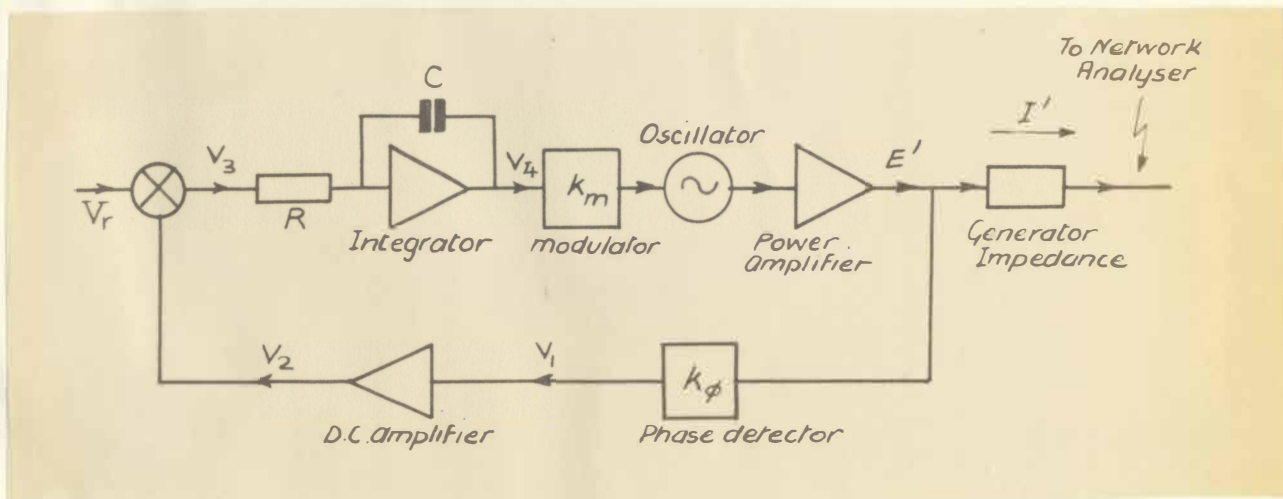 To Network
Analyser
C
Oscillator
I'
V3
V4
E'
km
Vr
R
Integrator
modulator
Power
amplifier
Generator
Impedance
V2
V1
kϕ
D.C. amplifier
Phase detector